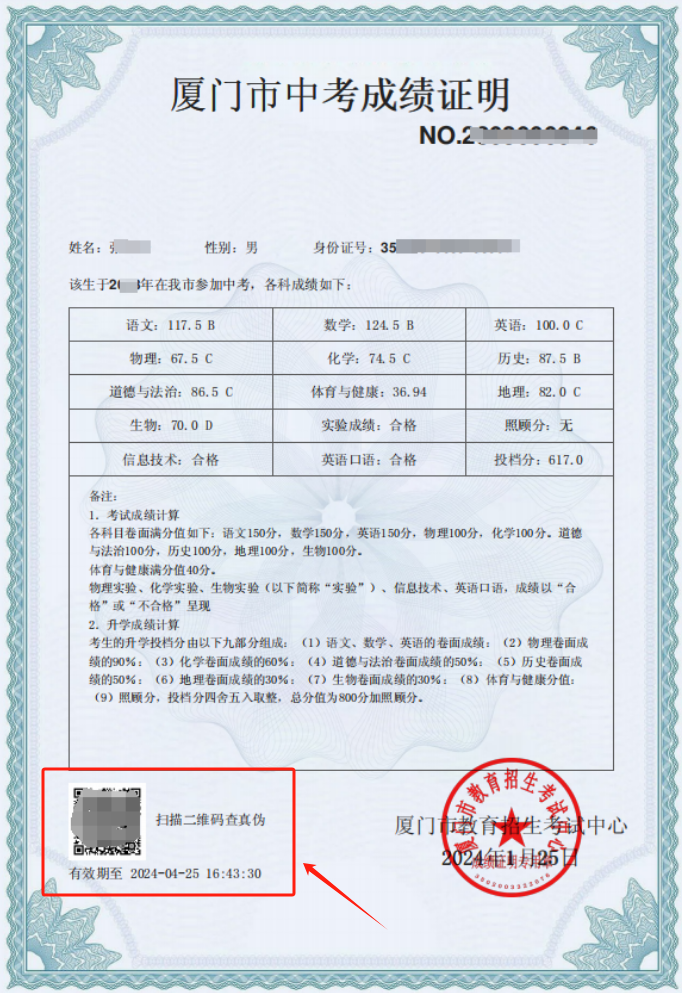 厦门市中考成绩证明
NO.2
姓名：
性别：男
身份证号：35
该生于2 年在我市参加中考，各科成绩如下：
语文：117.5 B 数学：124.5 B 英语：100.0 C
物理：67.5 C 化学：74.5 C 历史：87.5 B
道德与法治：86.5 C 体育与健康：36.94 地理：82.0 C
生物：70.0 D 实验成绩：合格 照顾分：无
信息技术：合格 英语口语：合格 投档分：617.0
备注：
1. 考试成绩计算
各科目卷面满分值如下：语文150分，数学150分，英语150分，物理100分，化学100分。道德
与法治100分，历史100分，地理100分，生物100分。
体育与健康满分值40分。
物理实验、化学实验、生物实验（以下简称“实验”）、信息技术、英语口语，成绩以“合
格”或“不合格”呈现
2. 升学成绩计算
考生的升学投档分由以下九部分组成：（1）语文、数学、英语的卷面成绩；（2）物理卷面成
绩的90%；（3）化学卷面成绩的60%；（4）道德与法治卷面成绩的50%；（5）历史卷面成
绩的50%；（6）地理卷面成绩的30%；（7）生物卷面成绩的30%；（8）体育与健康分值；
（9）照顾分，投档分四舍五入取整，总分值为800分加照顾分。
扫描二维码查真伪
有效期至 2024-04-25 16:43:30
厦门市教育招生考试中心
2024年1月25日
厦门市教育招生考试中心
成绩证明专用章